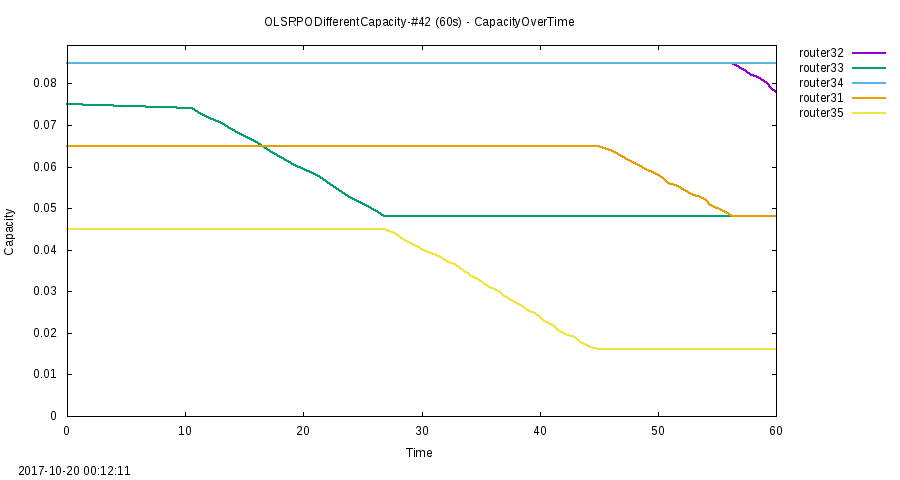 OLSRPODifferentCapacity-#42 (60s) - CapacityOverTime
router32
router33
router34
router31
router35
0.08
0.07
0.06
0.05
0.04
0.03
0.02
0.01
0
Capacity
0 10 20 30 40 50 60
Time
2017-10-20 00:12:11